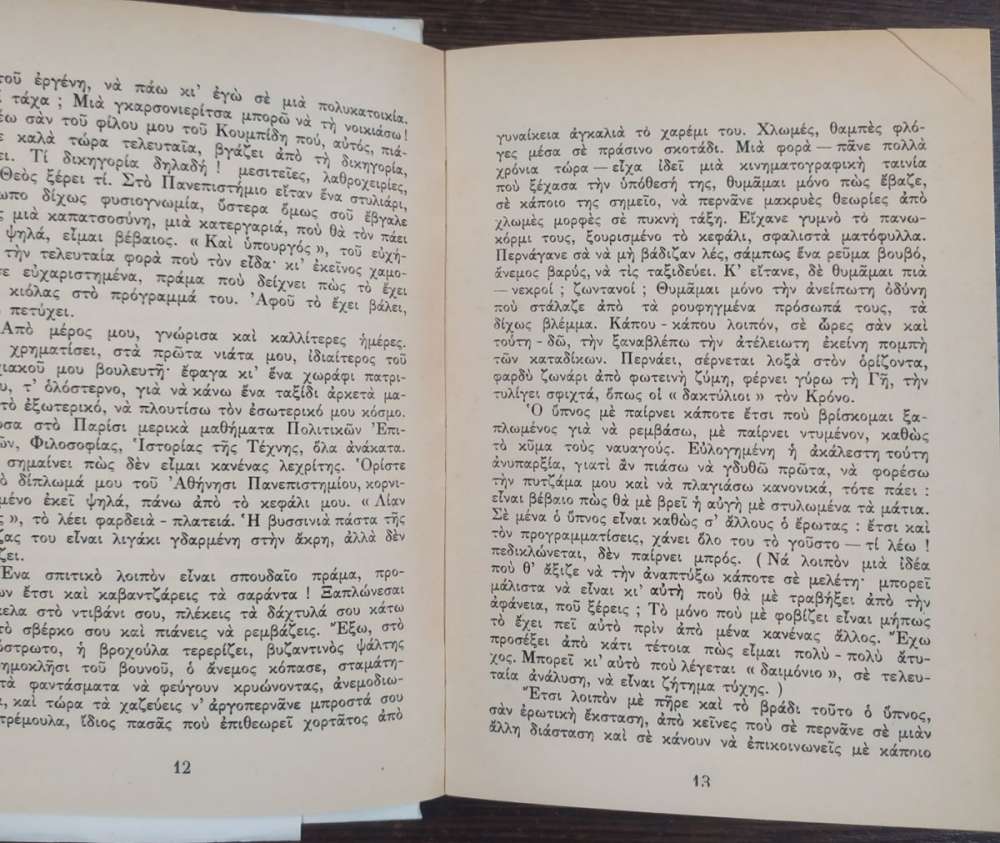 τοῦ ἐργένη, νὰ πάω κι' ἐγὼ σὲ μιὰ πολυκατοικία.
τάχα ; Μιὰ γκαρσονιερίτσα μπορῶ νὰ τὴ νοικιάσω !
σὰν τοῦ φίλου μου τοῦ Κουμπίδη πού, αὐτός, πιά-
καλὰ τώρα τελευταῖα, βγάζει ἀπὸ τὴ δικηγορία,
Τί δικηγορία δηλαδή ! μεσιτεῖες, λαθροχειρίες,
Θεὸς ξέρει τί. Στὸ Πανεπιστήμιο εἶταν ἕνα στυλιάρι,
δίχως φυσιογνωμία, ὕστερα ὅμως σοῦ ἔβγαλε
μιὰ καπατσοσύνη, μιὰ κατεργαριά, ποὺ θὰ τὸν πάει
ψηλά, εἶμαι βέβαιος. « Καὶ ὑπουργός », τοῦ εὐχή-
τὴν τελευταία φορὰ ποὺ τὸν εἶδα· κι' ἐκεῖνος χαμο-
εὐχαριστημένα, πράμα ποὺ δείχνει πὼς τὸ ἔχει
κιόλας στὸ πρόγραμμά του. Ἀφοῦ τὸ ἔχει βάλει,
πετύχει.
Ἀπὸ μέρος μου, γνώρισα καὶ καλλίτερες ἡμέρες.
χρηματίσει, στὰ πρῶτα νιάτα μου, ἰδιαίτερος τοῦ
μου βουλευτῆ· ἔφαγα κι' ἕνα χωράφι πατρι-
τ' ὁλόστερνο, γιὰ νὰ κάνω ἕνα ταξίδι ἀρκετὰ μα-
τὸ ἐξωτερικό, νὰ πλουτίσω τὸν ἐσωτερικό μου κόσμο.
στὸ Παρίσι μερικὰ μαθήματα Πολιτικῶν Ἐπι-
Φιλοσοφίας, Ἱστορίας τῆς Τέχνης, ὅλα ἀνάκατα.
σημαίνει πὼς δὲν εἶμαι κανένας λεχρίτης. Ὁρίστε
δίπλωμά μου τοῦ Ἀθήνησι Πανεπιστημίου, κορνι-
ἐκεῖ ψηλά, πάνω ἀπὸ τὸ κεφάλι μου. « Λίαν
», τὸ λέει φαρδειὰ - πλατειά. Ἡ βυσσινιὰ πάστα τῆς
του εἶναι λιγάκι γδαρμένη στὴν ἄκρη, ἀλλὰ δὲν
Ἕνα σπιτικὸ λοιπὸν εἶναι σπουδαῖο πράμα, προ-
ἔτσι καὶ καβαντζάρεις τὰ σαράντα ! Ξαπλώνεσαι
στὸ ντιβάνι σου, πλέκεις τὰ δάχτυλά σου κάτω
σβέρκο σου καὶ πιάνεις νὰ ρεμβάζεις. Ἔξω, στὸ
ἡ βροχούλα τερερίζει, βυζαντινὸς ψάλτης
τοῦ βουνοῦ, ὁ ἄνεμος κόπασε, σταμάτη-
τὰ φαντάσματα νὰ φεύγουν κρυώνοντας, ἀνεμοδιω-
καὶ τώρα τὰ χαζεύεις ν' ἀργοπερνᾶνε μπροστά σου
ἴδιος πασᾶς ποὺ ἐπιθεωρεῖ χορτᾶτος ἀπὸ
12
γυναίκεια ἀγκαλιὰ τὸ χαρέμι του. Χλωμές, θαμπὲς φλό-
γες μέσα σὲ πράσινο σκοτάδι. Μιὰ φορὰ — πᾶνε πολλὰ
χρόνια τώρα — εἶχα ἰδεῖ μιὰ κινηματογραφικὴ ταινία
ποὺ ξέχασα τὴν ὑπόθεσή της, θυμᾶμαι μόνο πὼς ἔβαζε,
σὲ κάποιο της σημεῖο, νὰ περνᾶνε μακρυὲς θεωρίες ἀπὸ
χλωμὲς μορφὲς σὲ πυκνὴ τάξη. Εἴχανε γυμνὸ τὸ πανω-
κόρμι τους, ξουρισμένο τὸ κεφάλι, σφαλιστὰ ματόφυλλα.
Περνάγανε σὰ νὰ μὴ βάδιζαν λές, σάμπως ἕνα ρεῦμα βουβό,
ἄνεμος βαρύς, νὰ τὶς ταξιδεύει. Κ' εἴτανε, δὲ θυμᾶμαι πιὰ
— νεκροί ; ζωντανοί ; Θυμᾶμαι μόνο τὴν ἀνείπωτη ὀδύνη
ποὺ στάλαζε ἀπὸ τὰ ρουφηγμένα πρόσωπά τους, τὰ
δίχως βλέμμα. Κάπου - κάπου λοιπόν, σὲ ὧρες σὰν καὶ
τούτη - δῶ, τὴν ξαναβλέπω τὴν ἀτέλειωτη ἐκείνη πομπὴ
τῶν καταδίκων. Περνάει, σέρνεται λοξὰ στὸν ὁρίζοντα,
φαρδὺ ζωνάρι ἀπὸ φωτεινὴ ζύμη, φέρνει γύρω τὴ Γῆ, τὴν
τυλίγει σφιχτά, ὅπως οἱ « δακτύλιοι » τὸν Κρόνο.
Ὁ ὕπνος μὲ παίρνει κάποτε ἔτσι ποὺ βρίσκομαι ξα-
πλωμένος γιὰ νὰ ρεμβάσω, μὲ παίρνει ντυμένον, καθὼς
τὸ κῦμα τοὺς ναυαγούς. Εὐλογημένη ἡ ἀκάλεστη τούτη
ἀνυπαρξία, γιατὶ ἂν πιάσω νὰ γδυθῶ πρῶτα, νὰ φορέσω
τὴν πυτζάμα μου καὶ νὰ πλαγιάσω κανονικά, τότε πάει :
εἶναι βέβαιο πὼς θὰ μὲ βρεῖ ἡ αὐγὴ μὲ στυλωμένα τὰ μάτια.
Σὲ μένα ὁ ὕπνος εἶναι καθὼς σ' ἄλλους ὁ ἔρωτας : ἔτσι καὶ
τὸν προγραμματίσεις, χάνει ὅλο του τὸ γοῦστο — τί λέω !
πεδικλώνεται, δὲν παίρνει μπρός. ( Νά λοιπὸν μιὰ ἰδέα
ποὺ θ' ἄξιζε νὰ τὴν ἀναπτύξω κάποτε σὲ μελέτη· μπορεῖ
μάλιστα νὰ εἶναι κι' αὐτὴ ποὺ θὰ μὲ τραβήξει ἀπὸ τὴν
ἀφάνεια, ποῦ ξέρεις ; Τὸ μόνο ποὺ μὲ φοβίζει εἶναι μήπως
τὸ ἔχει πεῖ αὐτὸ πρὶν ἀπὸ μένα κανένας ἄλλος. Ἔχω
προσέξει ἀπὸ κάτι τέτοια πὼς εἶμαι πολὺ - πολὺ ἄτυ-
χος. Μπορεῖ κι' αὐτὸ ποὺ λέγεται « δαιμόνιο », σὲ τελευ-
ταία ἀνάλυση, νὰ εἶναι ζήτημα τύχης. )
Ἔτσι λοιπὸν μὲ πῆρε καὶ τὸ βράδι τοῦτο ὁ ὕπνος,
σὰν ἐρωτικὴ ἔκσταση, ἀπὸ κεῖνες ποὺ σὲ περνᾶνε σὲ μιὰν
ἄλλη διάσταση καὶ σὲ κάνουν νὰ ἐπικοινωνεῖς μὲ κάποιο
13